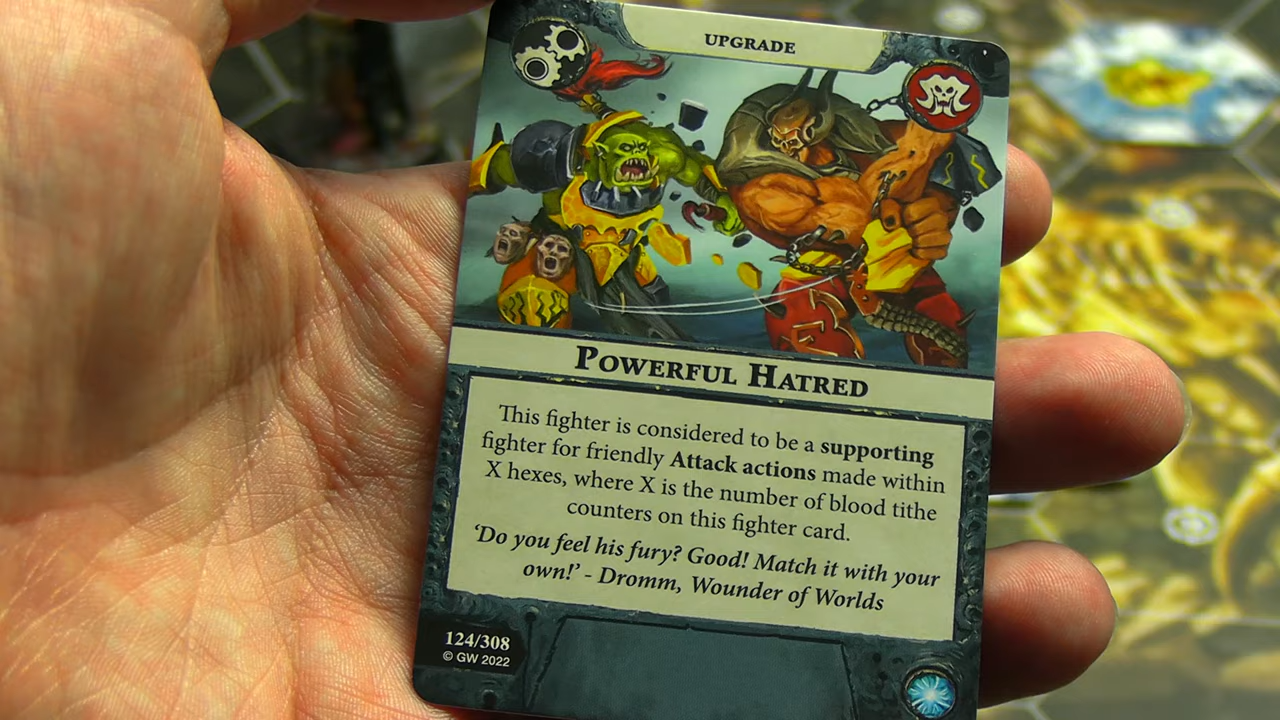 UPGRADE
POWERFUL HATRED
This fighter is considered to be a supporting
fighter for friendly Attack actions made within
X hexes, where X is the number of blood tithe
counters on this fighter card.
‘Do you feel his fury? Good! Match it with your
own!’ - Dromm, Wounder of Worlds
124/308
© GW 2022